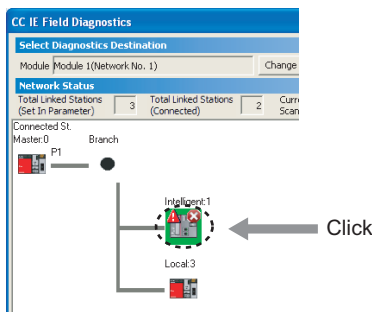 CC IE Field Diagnostics
Select Diagnostics Destination
Module Module 1(Network No. 1) Change
Network Status
Total Linked Stations (Set In Parameter) 3 Total Linked Stations (Connected) 2 Curre Scan
Connected St.
Master:0 Branch
P1
Intelligent:1
Click
Local:3